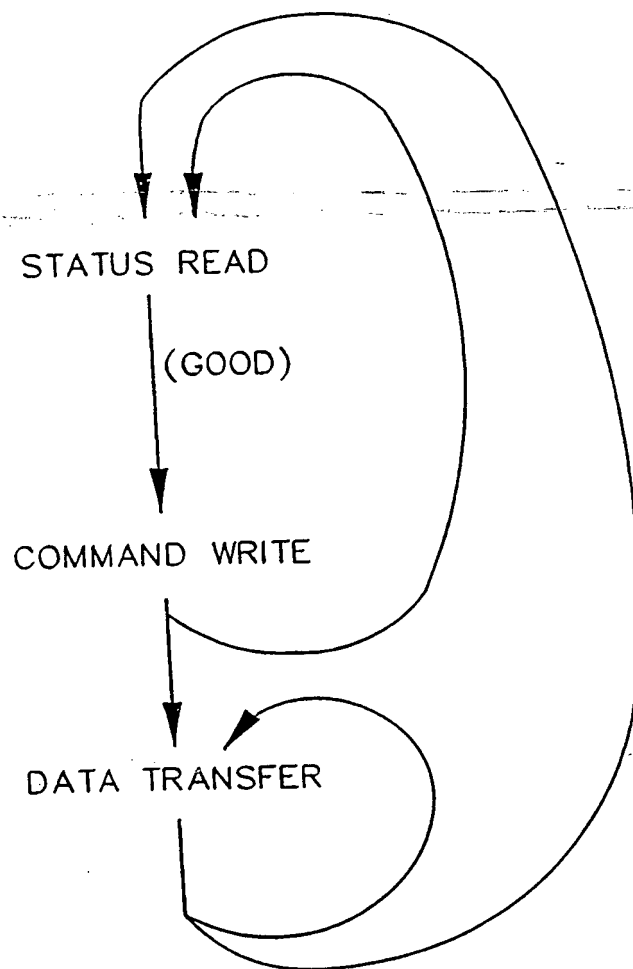 STATUS READ
(GOOD)
COMMAND WRITE
DATA TRANSFER